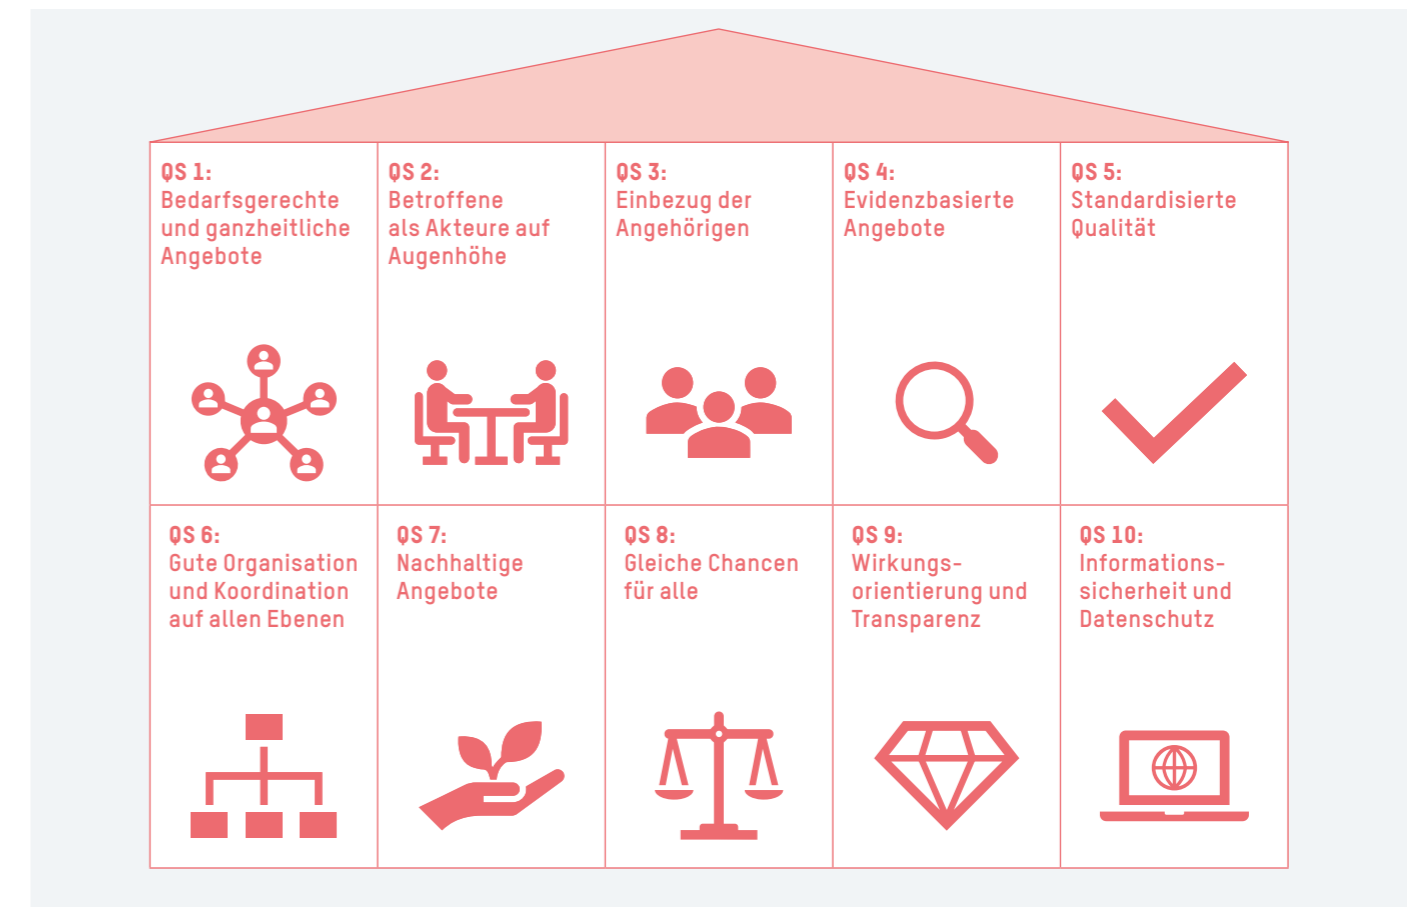 QS 1:
Bedarfsgerechte
und ganzheitliche
Angebote
QS 2:
Betroffene
als Akteure auf
Augenhöhe
QS 3:
Einbezug der
Angehörigen
QS 4:
Evidenzbasierte
Angebote
QS 5:
Standardisierte
Qualität
QS 6:
Gute Organisation
und Koordination
auf allen Ebenen
QS 7:
Nachhaltige
Angebote
QS 8:
Gleiche Chancen
für alle
QS 9:
Wirkungs-
orientierung und
Transparenz
QS 10:
Informations-
sicherheit und
Datenschutz